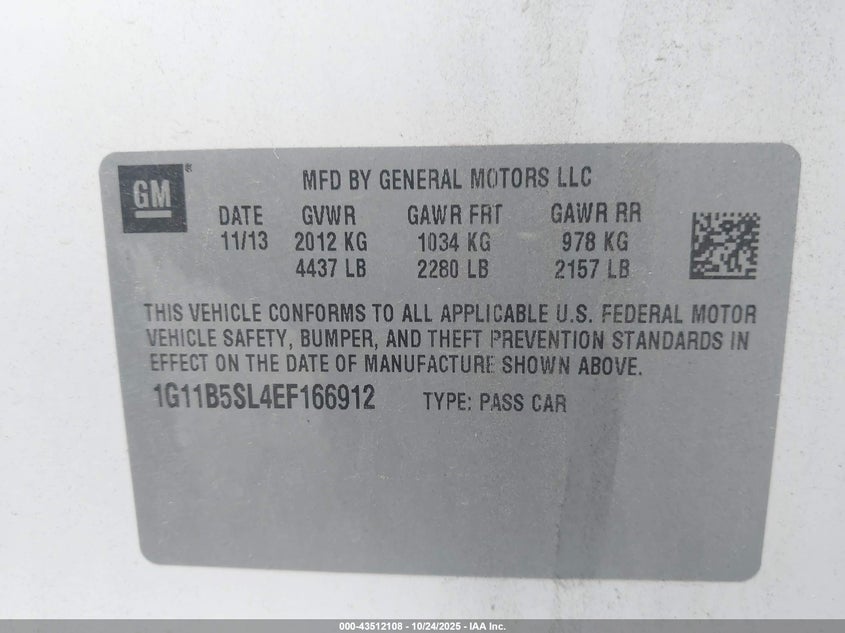 GM®
MFD BY GENERAL MOTORS LLC
DATE GVWR GAWR FRT GAWR RR
11/13 2012 KG 1034 KG 978 KG
4437 LB 2280 LB 2157 LB
THIS VEHICLE CONFORMS TO ALL APPLICABLE U.S. FEDERAL MOTOR
VEHICLE SAFETY, BUMPER, AND THEFT PREVENTION STANDARDS IN
EFFECT ON THE DATE OF MANUFACTURE SHOWN ABOVE.
1G11B5SL4EF166912 TYPE: PASS CAR
000-43512108 - 10/24/2025 - IAA Inc.